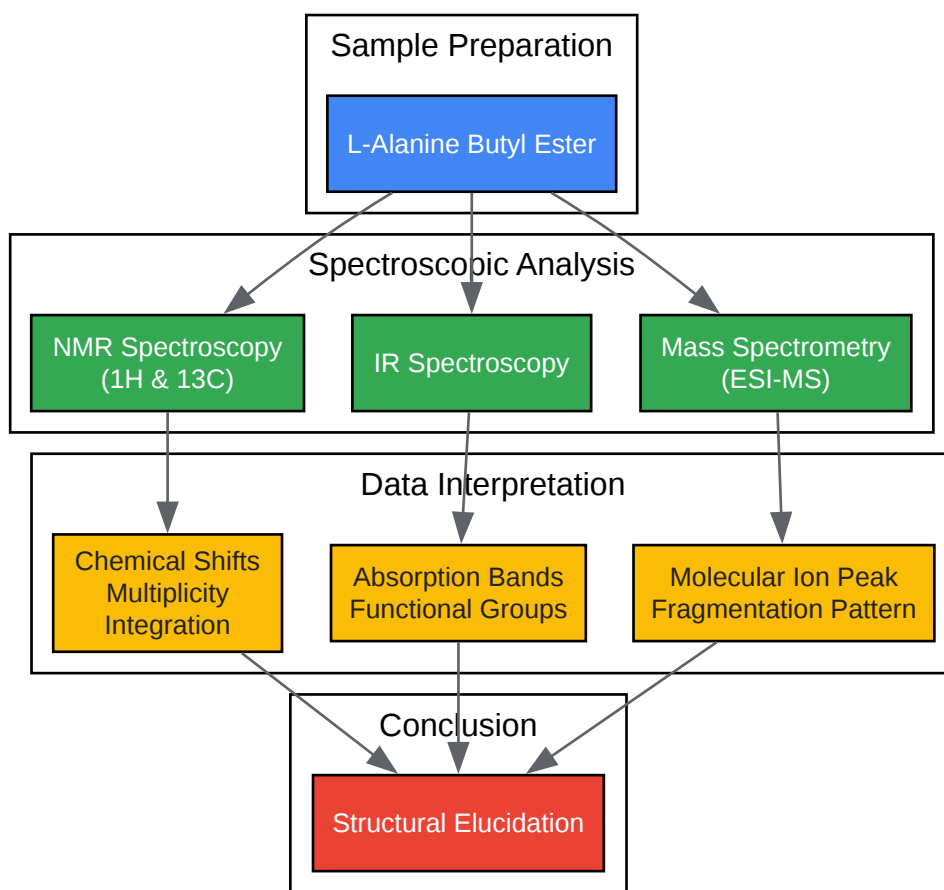 Sample Preparation
L-Alanine Butyl Ester
Spectroscopic Analysis
NMR Spectroscopy
(1H & 13C)
IR Spectroscopy
Mass Spectrometry
(ESI-MS)
Data Interpretation
Chemical Shifts
Multiplicity
Integration
Absorption Bands
Functional Groups
Molecular Ion Peak
Fragmentation Pattern
Conclusion
Structural Elucidation